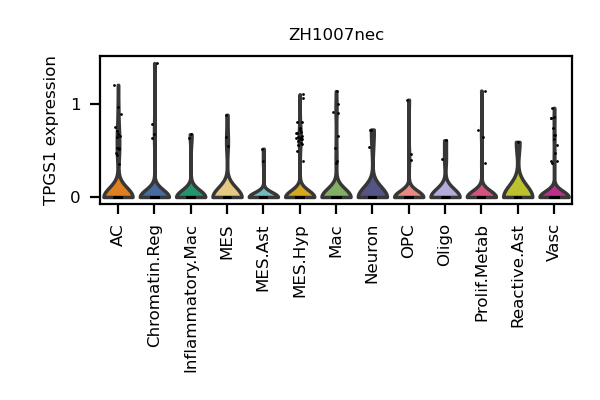 ZH1007nec
TPGS1 expression
1
0
AC
Chromatin.Reg
Inflammatory.Mac
MES
MES.Ast
MES.Hyp
Mac
Neuron
OPC
Oligo
Prolif.Metab
Reactive.Ast
Vasc